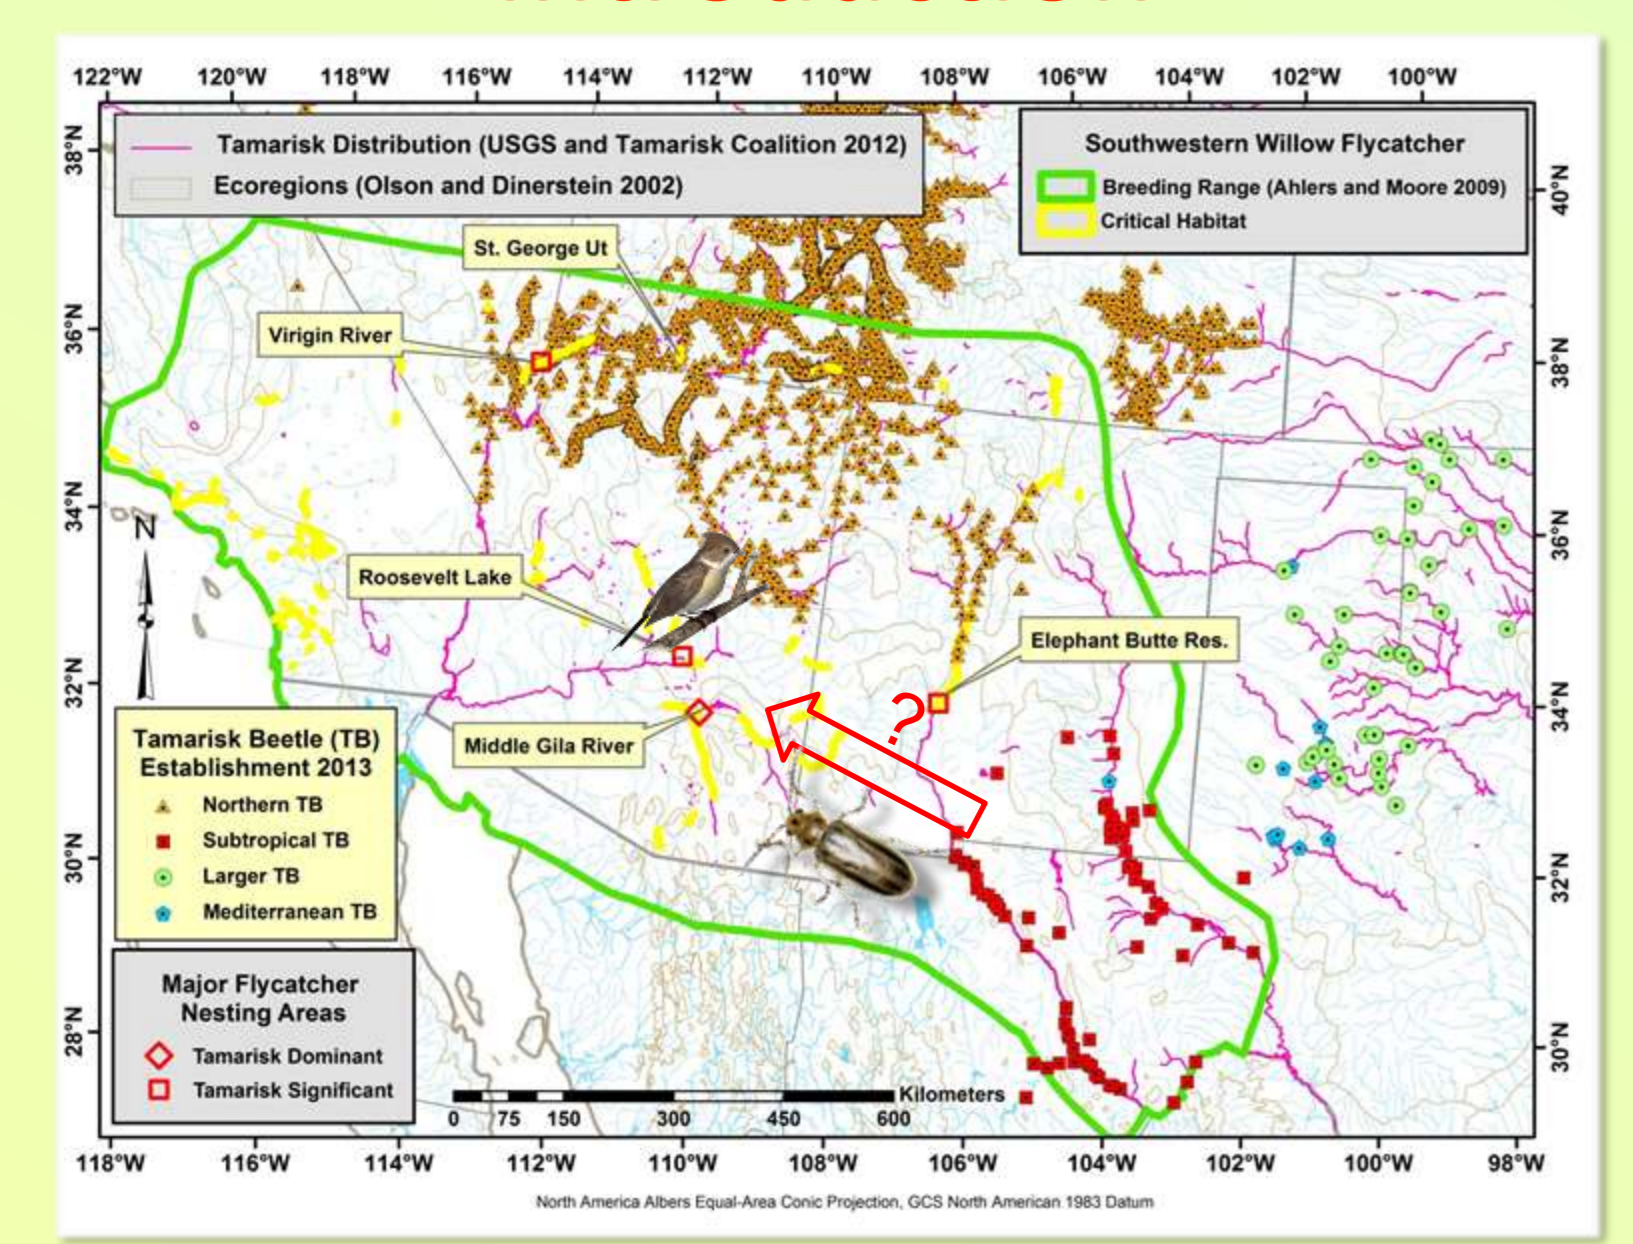 122°W 120°W 118°W 116°W 114°W 112°W 110°W 108°W 106°W 104°W 102°W 100°W
Tamarisk Distribution (USGS and Tamarisk Coalition 2012)
Ecoregions (Olson and Dinerstein 2002)
Southwestern Willow Flycatcher
Breeding Range (Ahlers and Moore 2009)
Critical Habitat
38°N
36°N
34°N
32°N
30°N
28°N
40°N
38°N
36°N
34°N
32°N
30°N
St. George Ut
Virigin River
N
Roosevelt Lake
Elephant Butte Res.
Middle Gila River
?
Tamarisk Beetle (TB)
Establishment 2013
Northern TB
Subtropical TB
Larger TB
Mediterranean TB
Major Flycatcher
Nesting Areas
Tamarisk Dominant
Tamarisk Significant
Kilometers
0 75 150 300 450 600
118°W 116°W 114°W 112°W 110°W 108°W 106°W 104°W 102°W 100°W 98°W
North America Albers Equal-Area Conic Projection, GCS North American 1983 Datum